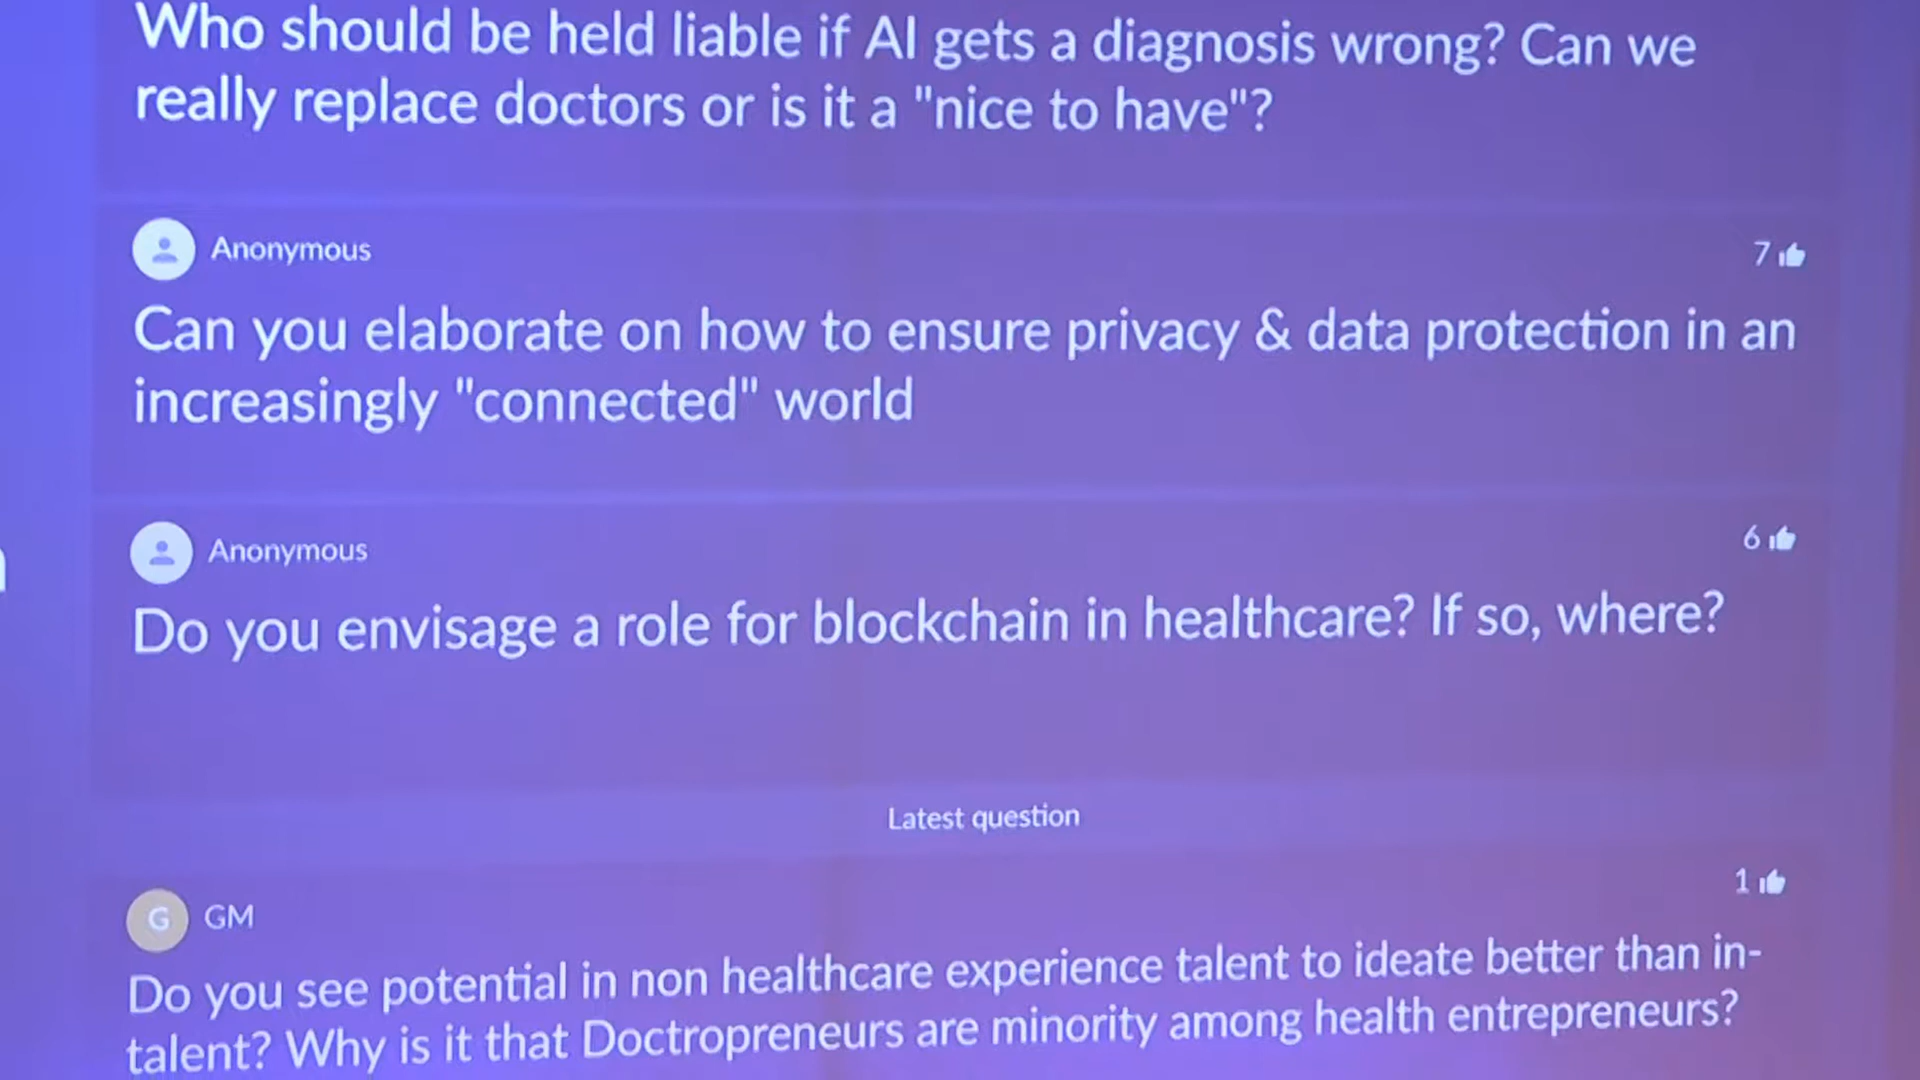 Who should be held liable if AI gets a diagnosis wrong? Can we
really replace doctors or is it a "nice to have"?
Anonymous
7
Can you elaborate on how to ensure privacy & data protection in an
increasingly "connected" world
Anonymous
6
Do you envisage a role for blockchain in healthcare? If so, where?
Latest question
G GM
1
Do you see potential in non healthcare experience talent to ideate better than in-
talent? Why is it that Doctropreneurs are minority among health entrepreneurs?